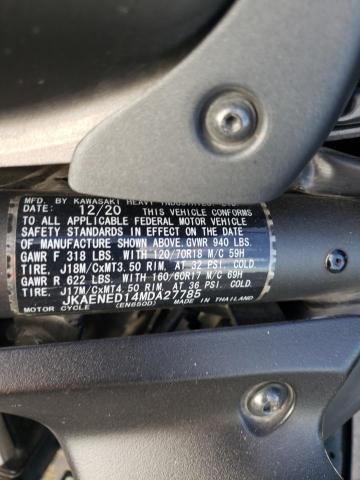 MFD. BY KAWASAKI HEAVY INDUSTRIES, LTD.
DATE: 12/20 THIS VEHICLE CONFORMS
TO ALL APPLICABLE FEDERAL MOTOR VEHICLE
SAFETY STANDARDS IN EFFECT ON THE DATE
OF MANUFACTURE SHOWN ABOVE. GVWR 940 LBS.
GAWR F 318 LBS. WITH 120/70R18 M/C 59H
TIRE, J18M/CxMT3.50 RIM, AT 32 PSI COLD.
GAWR R 622 LBS. WITH 160/60R17 M/C 69H
TIRE, J17M/CxMT4.50 RIM, AT 36 PSI COLD.
JKAENED14MDA27785
MOTOR CYCLE (EN650D) MADE IN THAILAND